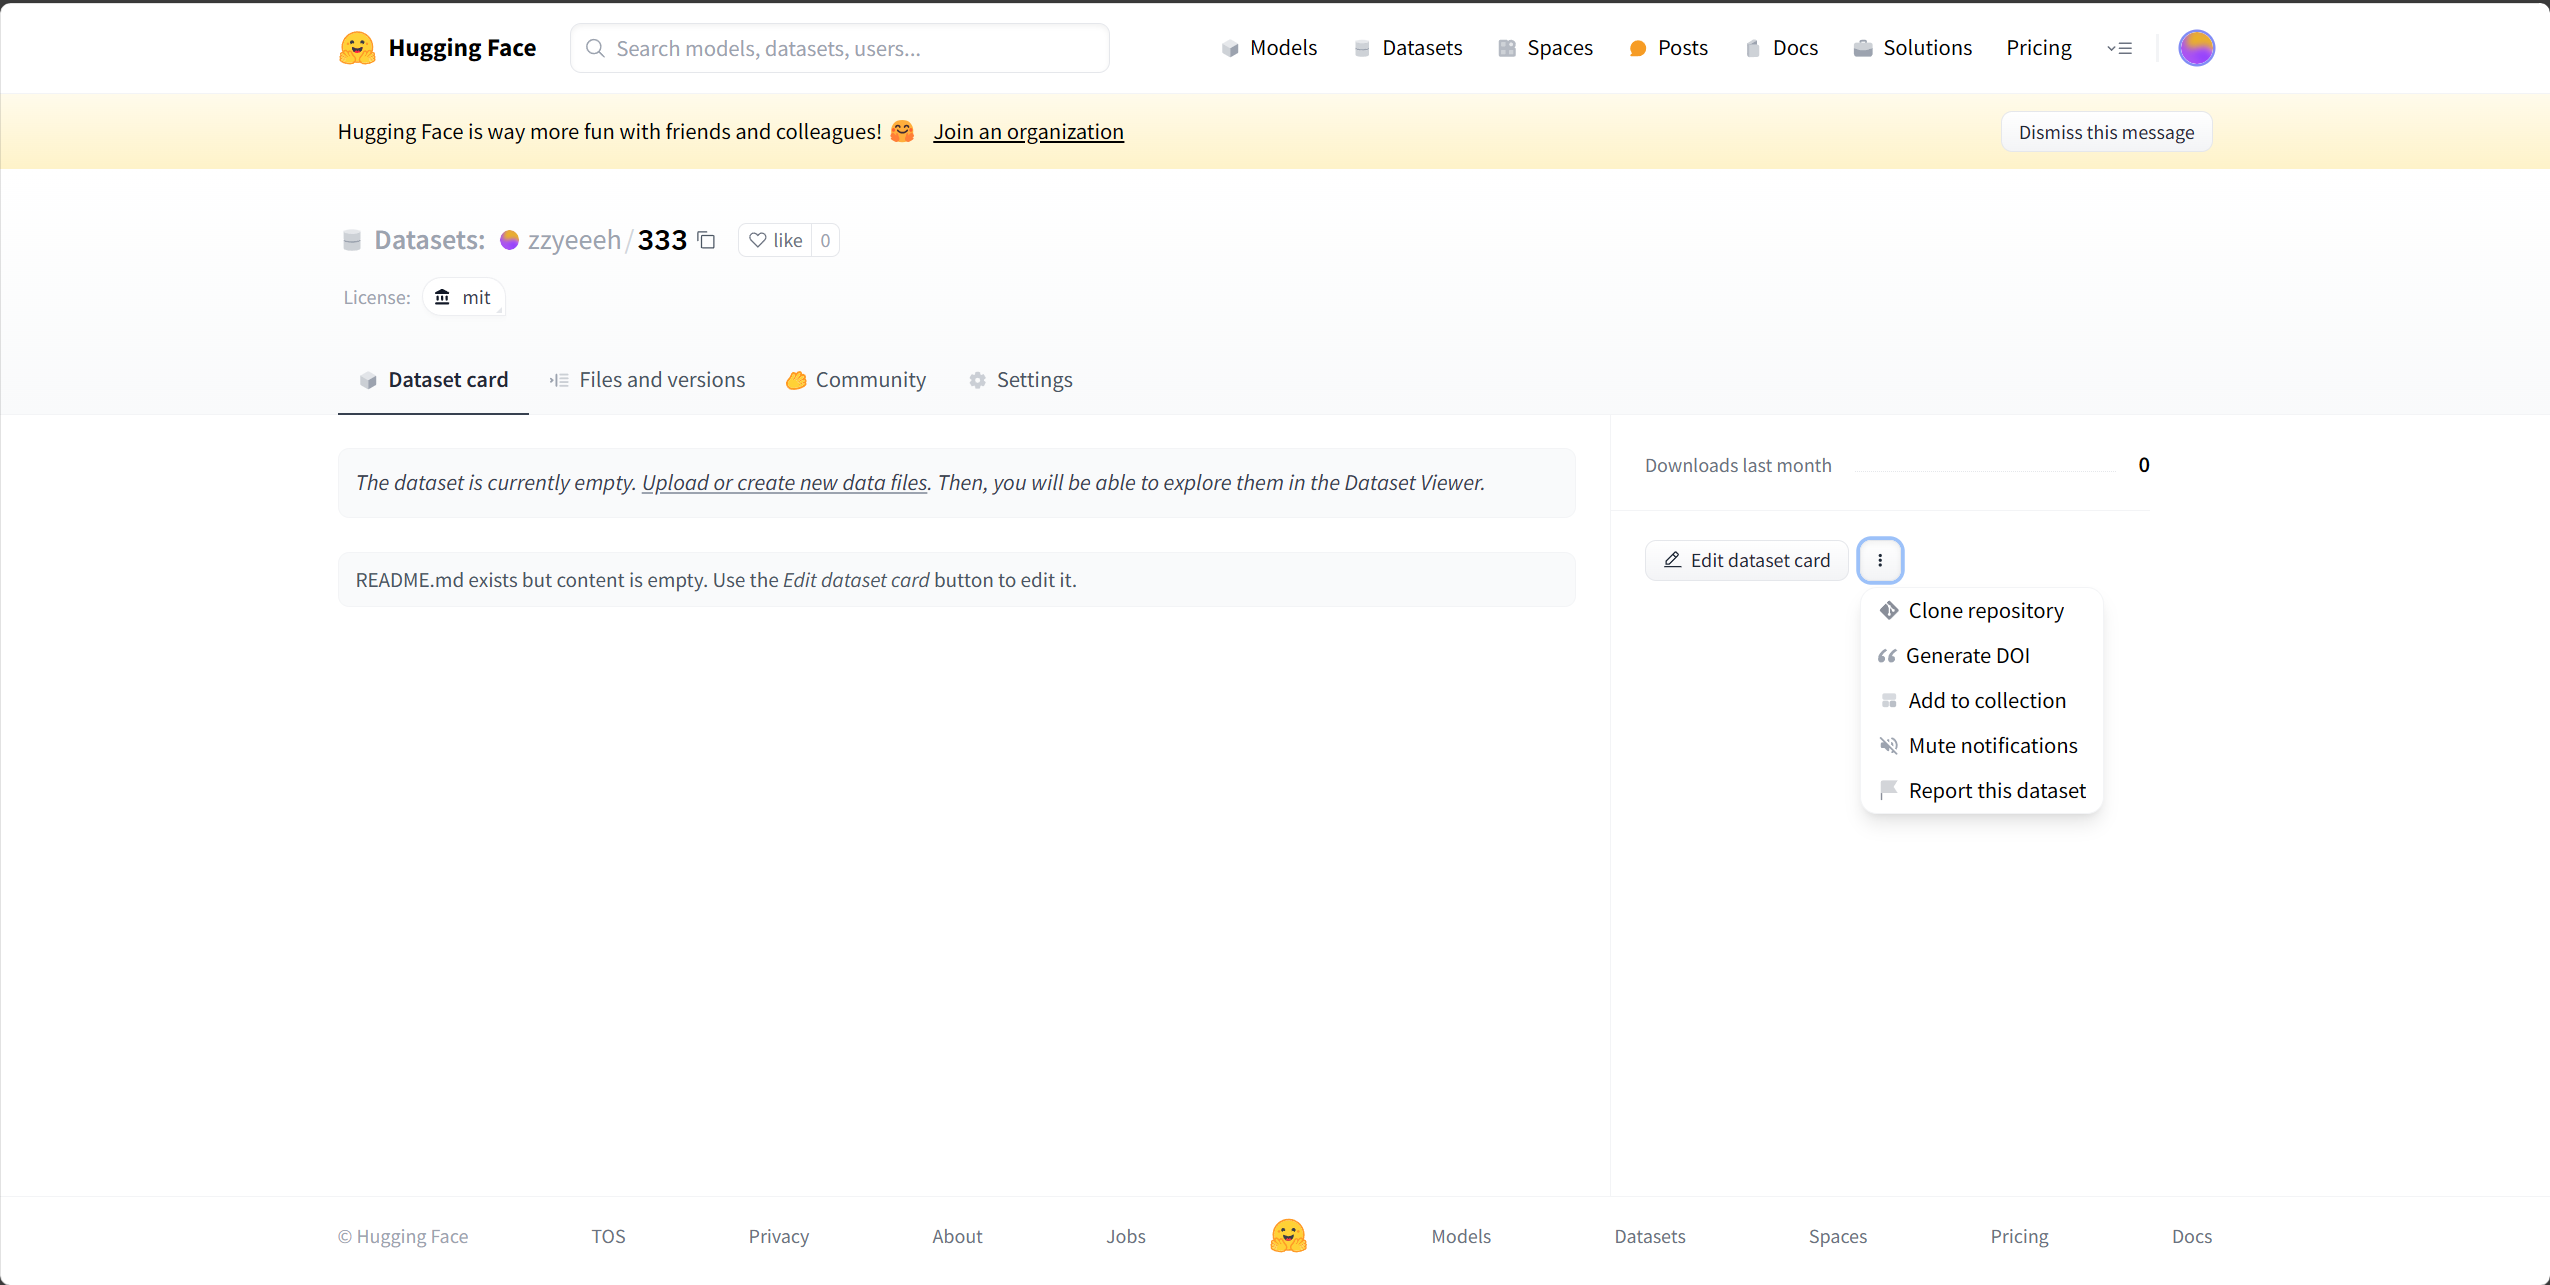 Hugging Face Search models, datasets, users... Models Datasets Spaces Posts Docs Solutions Pricing
Hugging Face is way more fun with friends and colleagues! 🤗 Join an organization Dismiss this message
Datasets: zzyeeeh/333 like 0
License: mit
Dataset card Files and versions Community Settings
Downloads last month 0
The dataset is currently empty. Upload or create new data files. Then, you will be able to explore them in the Dataset Viewer.
Edit dataset card
README.md exists but content is empty. Use the Edit dataset card button to edit it.
Clone repository
Generate DOI
Add to collection
Mute notifications
Report this dataset
© Hugging Face TOS Privacy About Jobs Models Datasets Spaces Pricing Docs